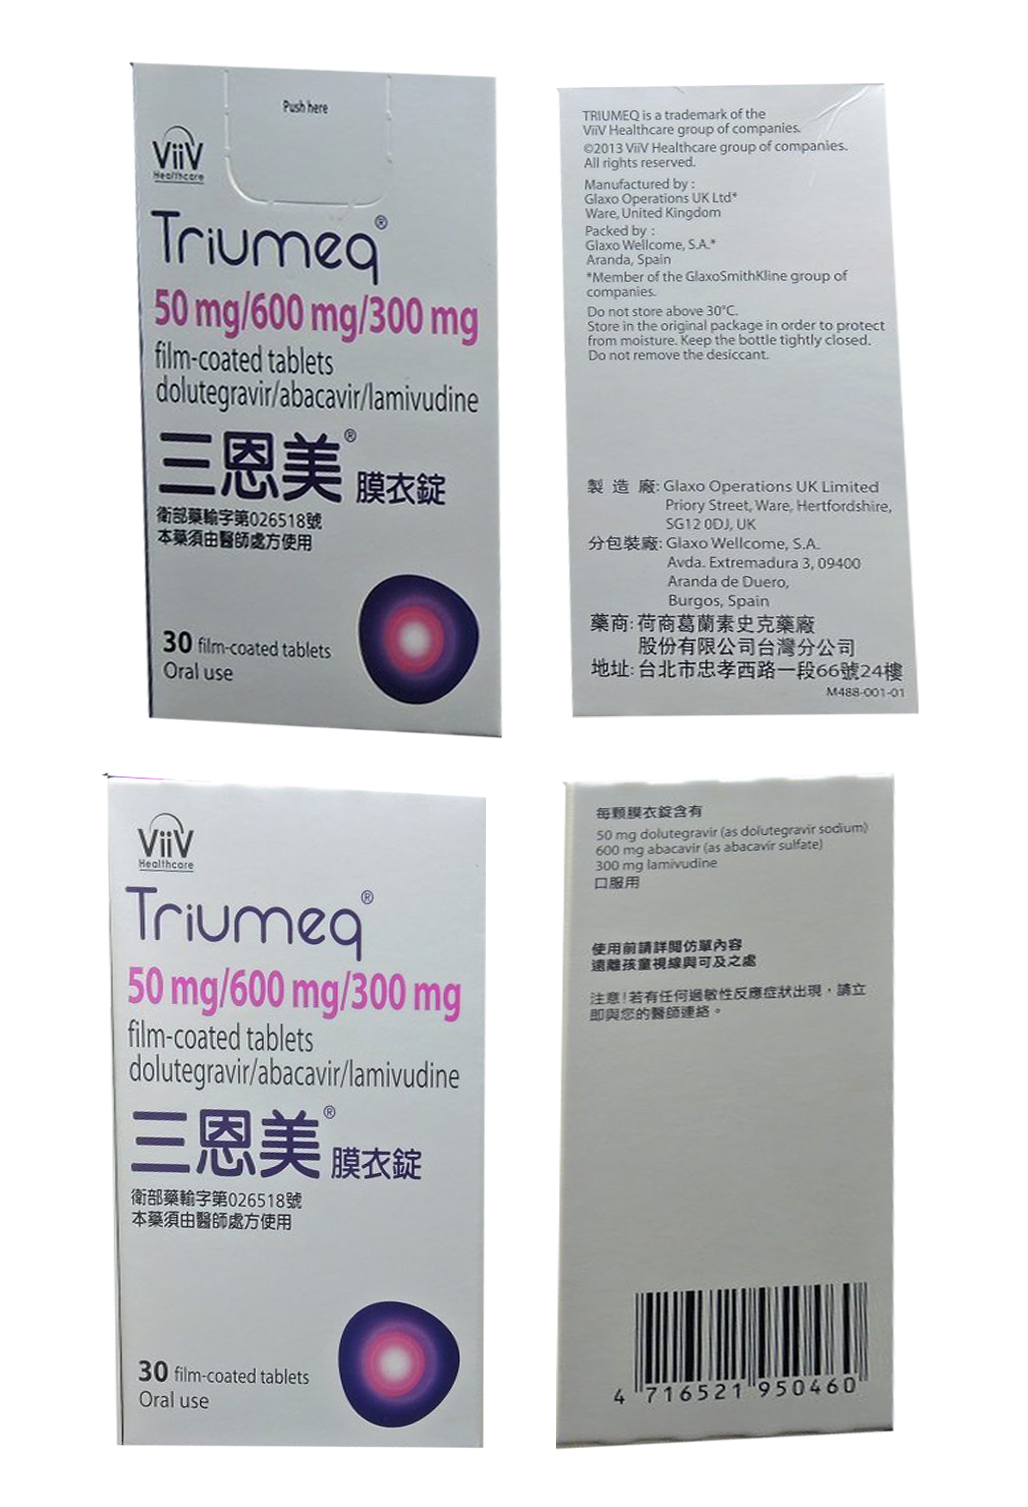 Push here
ViiV
Healthcare
Triumeq®
50 mg/600 mg/300 mg
film-coated tablets
dolutegravir/abacavir/lamivudine
三恩美® 膜衣錠
衛部藥輸字第026518號
本藥須由醫師處方使用
30 film-coated tablets
Oral use
TRIUMEQ is a trademark of the
ViiV Healthcare group of companies.
©2013 ViiV Healthcare group of companies.
All rights reserved.
Manufactured by :
Glaxo Operations UK Ltd*
Ware, United Kingdom
Packed by :
Glaxo Wellcome, S.A.*
Aranda, Spain
*Member of the GlaxoSmithKline group of
companies.
Do not store above 30°C.
Store in the original package in order to protect
from moisture. Keep the bottle tightly closed.
Do not remove the desiccant.
製 造 廠: Glaxo Operations UK Limited
Priory Street, Ware, Hertfordshire,
SG12 0DJ, UK
分包裝廠: Glaxo Wellcome, S.A.
Avda. Extremadura 3, 09400
Aranda de Duero,
Burgos, Spain
藥商: 荷商葛蘭素史克藥廠
股份有限公司台灣分公司
地址: 台北市忠孝西路一段66號24樓
M488-001-01
ViiV
Healthcare
Triumeq®
50 mg/600 mg/300 mg
film-coated tablets
dolutegravir/abacavir/lamivudine
三恩美® 膜衣錠
衛部藥輸字第026518號
本藥須由醫師處方使用
30 film-coated tablets
Oral use
每顆膜衣錠含有
50 mg dolutegravir (as dolutegravir sodium)
600 mg abacavir (as abacavir sulfate)
300 mg lamivudine
口服用
使用前請詳閱仿單內容
遠離孩童視線與可及之處
注意!若有任何過敏性反應症狀出現，請立
即與您的醫師連絡。
4 716521 950460